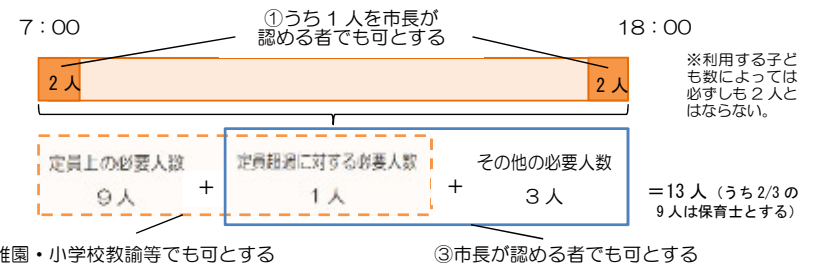 ①うち１人を市長が
認める者でも可とする
7：00
18：00
※利用する子ど
も数によっては
必ずしも２人と
はならない。
2人
2人
定員上の必要人数
9人
+
定員超過に対する必要人数
1人
+
その他の必要人数
3人
＝13人（うち2/3の
9人は保育士とする）
稚園・小学校教諭等でも可とする
③市長が認める者でも可とする